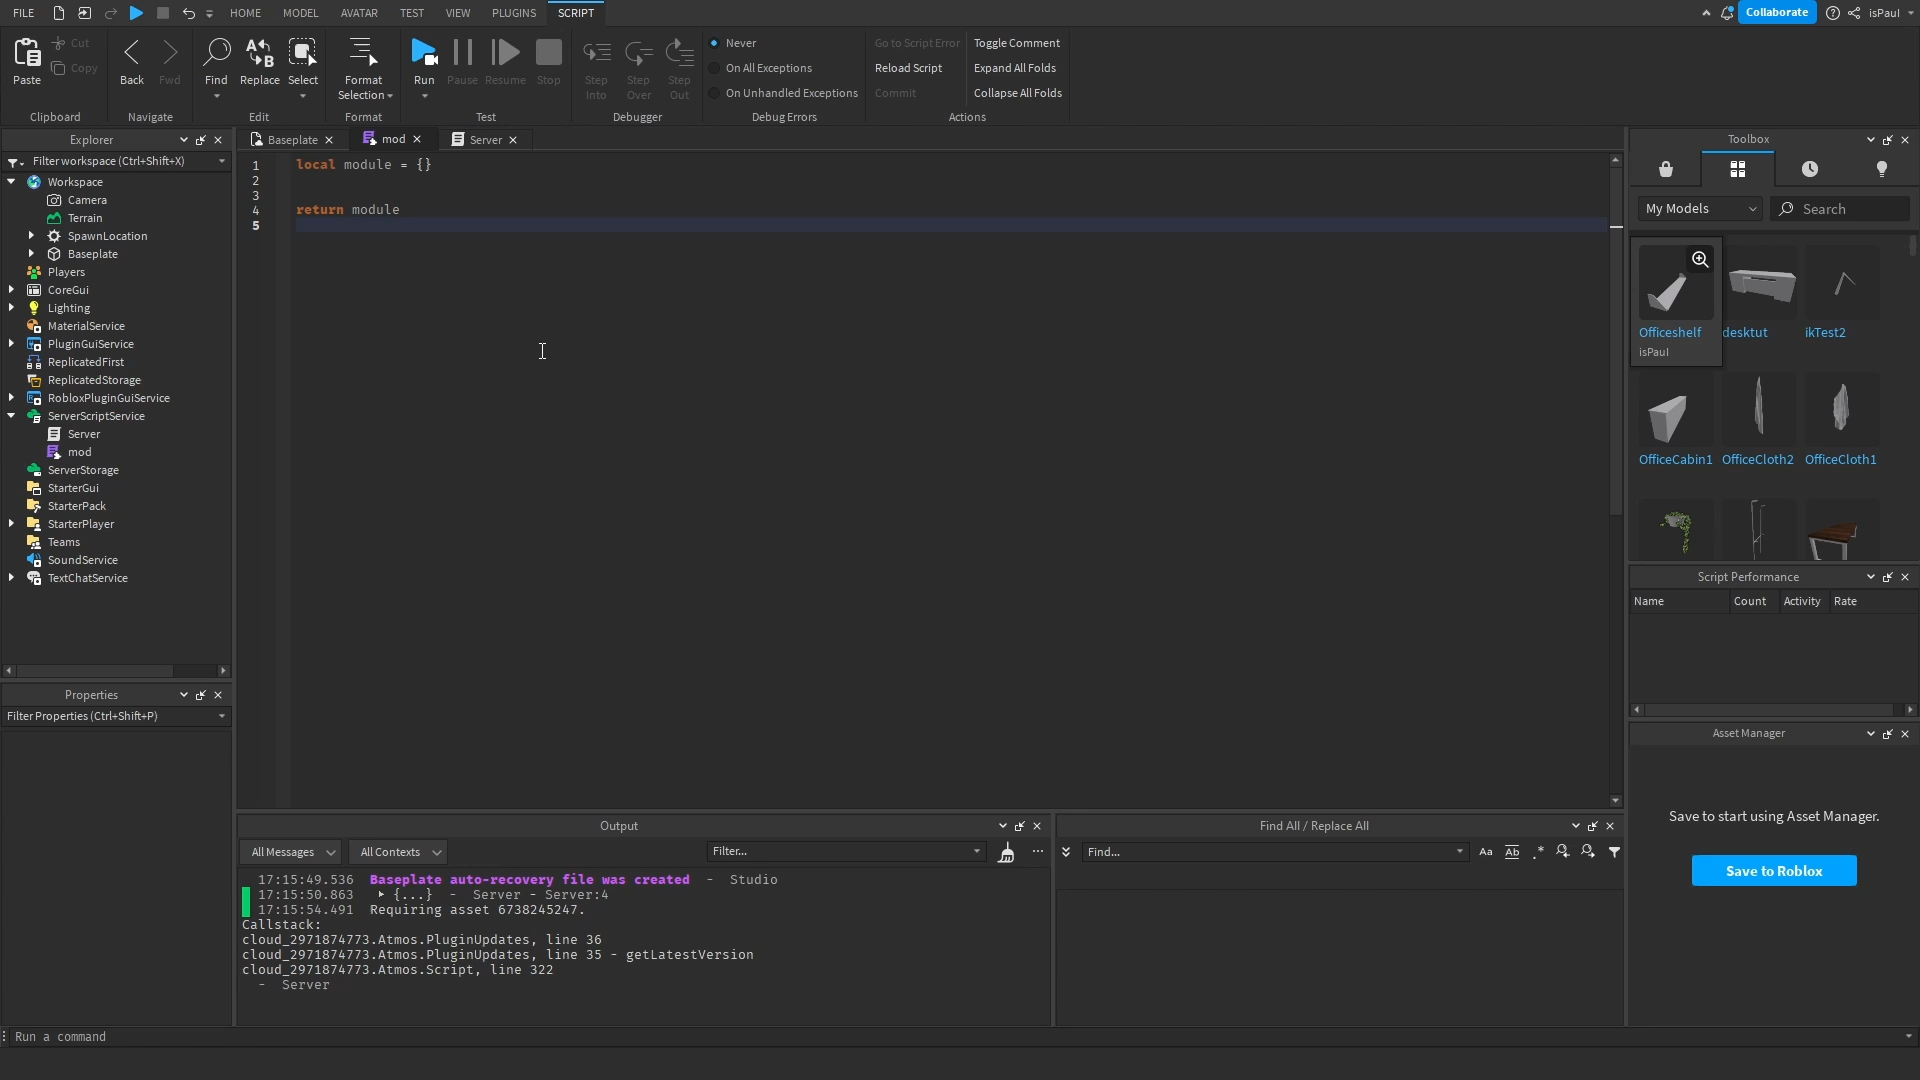 FILE HOME MODEL AVATAR TEST VIEW PLUGINS SCRIPT Collaborate isPaul
Paste Cut Copy Back Fwd Find Replace Select Format Selection Run Pause Resume Stop Step Into Step Over Step Out
Never
On All Exceptions
On Unhandled Exceptions
Go to Script Error
Reload Script
Commit
Toggle Comment
Expand All Folds
Collapse All Folds
Clipboard Navigate Edit Format Test Debugger Debug Errors Actions
Explorer
Filter workspace (Ctrl+Shift+X)
Workspace
Camera
Terrain
SpawnLocation
Baseplate
Players
CoreGui
Lighting
MaterialService
PluginGuiService
ReplicatedFirst
ReplicatedStorage
RobloxPluginGuiService
ServerScriptService
Server
mod
ServerStorage
StarterGui
StarterPack
StarterPlayer
Teams
SoundService
TextChatService
Properties
Filter Properties (Ctrl+Shift+P)
Baseplate mod Server
1 local module = {}
2
3
4 return module
5
Output
All Messages All Contexts Filter...
17:15:49.536 Baseplate auto-recovery file was created - Studio
17:15:50.863 ▶ {...} - Server - Server:4
17:15:54.491 Requiring asset 6738245247.
Callstack:
cloud_2971874773.Atmos.PluginUpdates, line 36
cloud_2971874773.Atmos.PluginUpdates, line 35 - getLatestVersion
cloud_2971874773.Atmos.Script, line 322
- Server
Find All / Replace All
Find... Aa Ab .*
Toolbox
My Models Search
Officeshelf desktut ikTest2
isPaul
OfficeCabin1 OfficeCloth2 OfficeCloth1
Script Performance
Name Count Activity Rate
Asset Manager
Save to start using Asset Manager.
Save to Roblox
Run a command